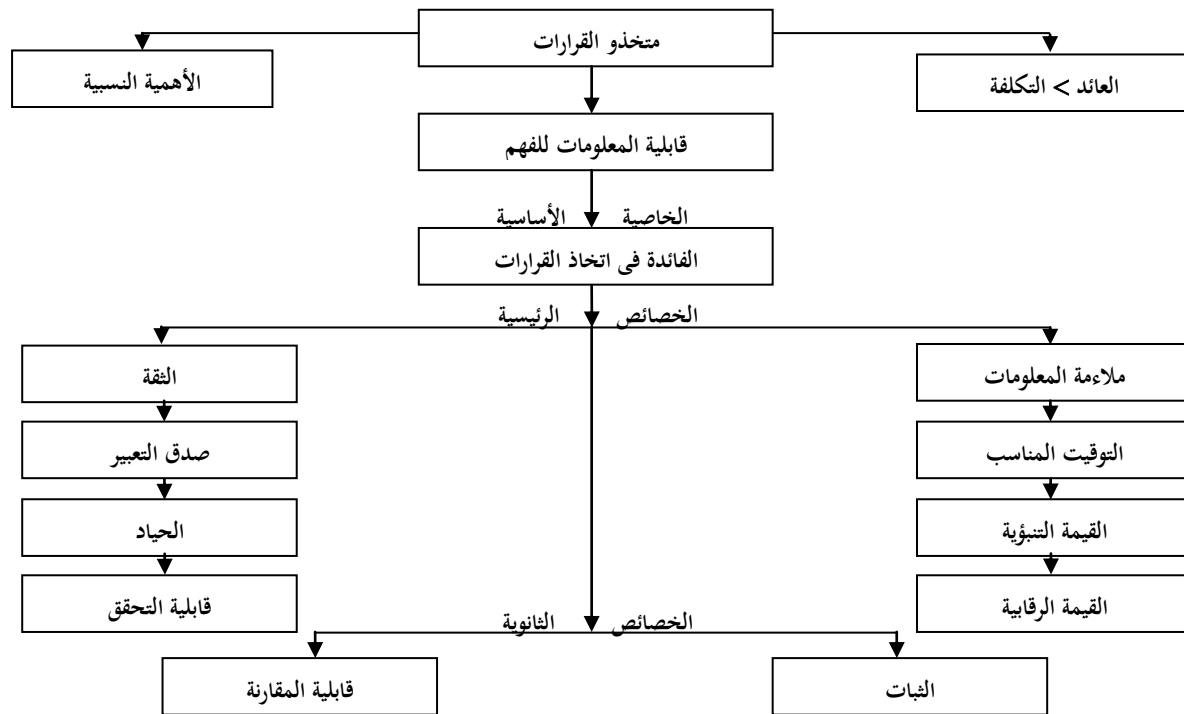 متخذو القرارات
العائد > التكلفة
الأهمية النسبية
قابلية المعلومات للفهم
الخاصية الأساسية
الفائدة فى اتخاذ القرارات
الخصائص الرئيسية
ملاءمة المعلومات
الثقة
التوقيت المناسب
صدق التعبير
القيمة التنبؤية
الحياد
القيمة الرقابية
قابلية التحقق
الخصائص الثانوية
الثبات
قابلية المقارنة